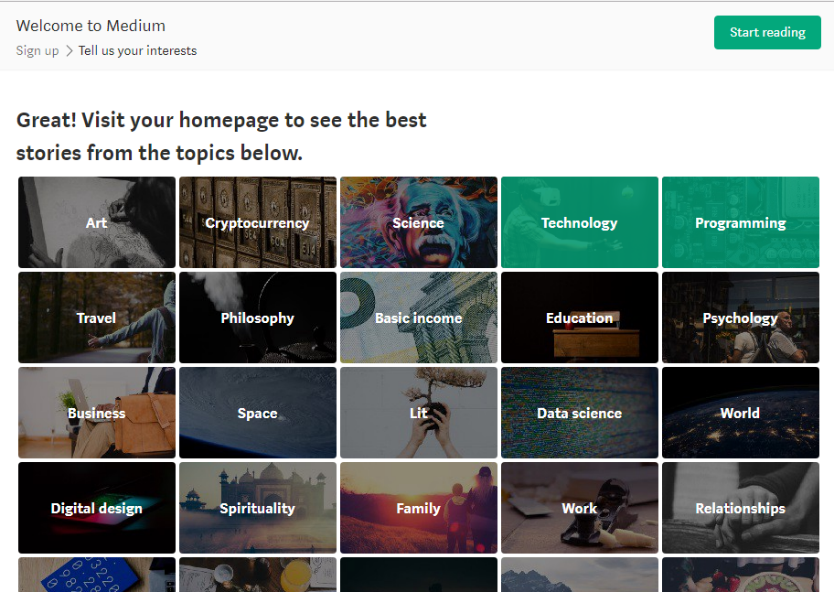 Welcome to Medium
Start reading
Sign up > Tell us your interests
Great! Visit your homepage to see the best
stories from the topics below.
Art
Cryptocurrency
Science
Technology
Programming
Travel
Philosophy
Basic income
Education
Psychology
Business
Space
Lit
Data science
World
Digital design
Spirituality
Family
Work
Relationships